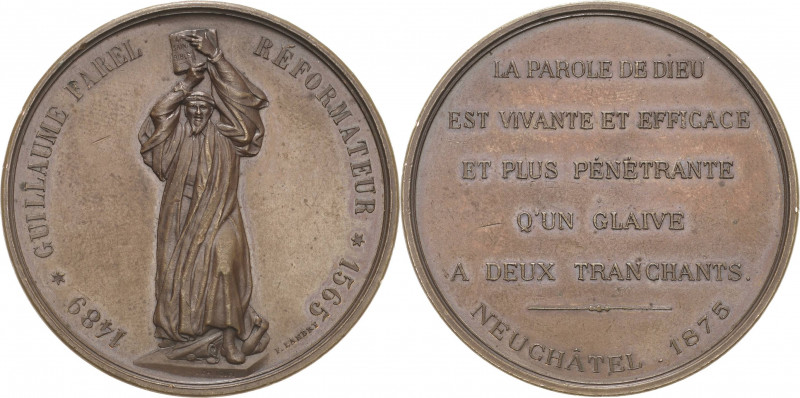 * GUILLAUME FAREL RÉFORMATEUR *
1489 1565
F. LANDRY
LA PAROLE DE DIEU
EST VIVANTE ET EFFICACE
ET PLUS PÉNÉTRANTE
Q'UN GLAIVE
A DEUX TRANCHANTS.
NEUCHÂTEL . 1875